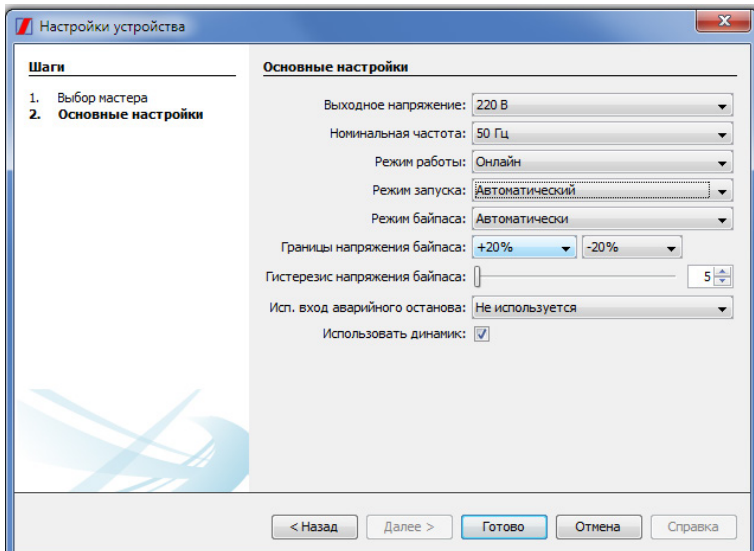 Настройки устройства
Шаги
1. Выбор мастера
2. Основные настройки
Основные настройки
Выходное напряжение: 220 В
Номинальная частота: 50 Гц
Режим работы: Онлайн
Режим запуска: Автоматический
Режим байпаса: Автоматически
Границы напряжения байпаса: +20% -20%
Гистерезис напряжения байпаса: 5
Исп. вход аварийного останова: Не используется
Использовать динамик:
< Назад Далее > Готово Отмена Справка